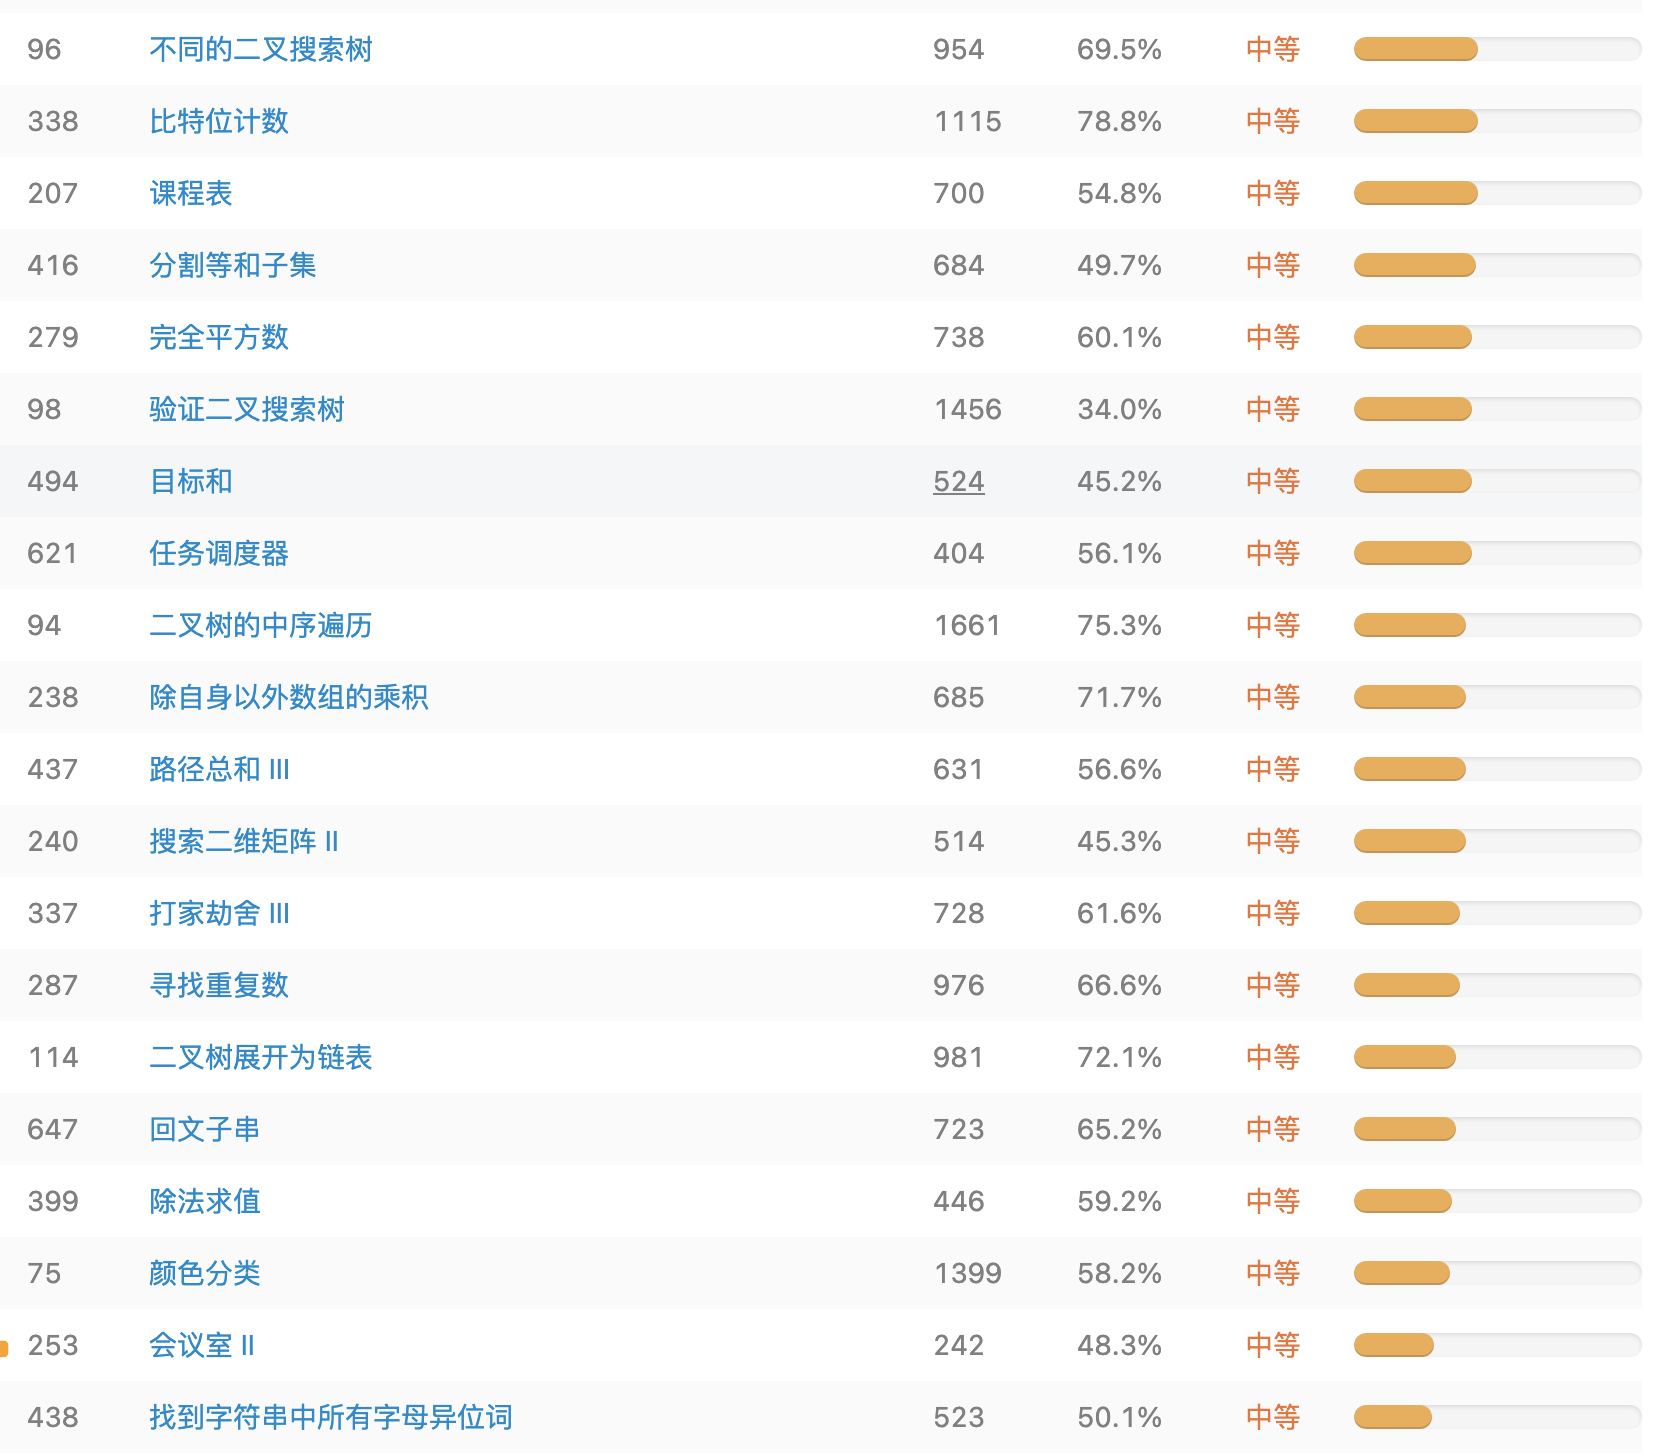 96 不同的二叉搜索树 954 69.5% 中等
338 比特位计数 1115 78.8% 中等
207 课程表 700 54.8% 中等
416 分割等和子集 684 49.7% 中等
279 完全平方数 738 60.1% 中等
98 验证二叉搜索树 1456 34.0% 中等
494 目标和 524 45.2% 中等
621 任务调度器 404 56.1% 中等
94 二叉树的中序遍历 1661 75.3% 中等
238 除自身以外数组的乘积 685 71.7% 中等
437 路径总和 III 631 56.6% 中等
240 搜索二维矩阵 II 514 45.3% 中等
337 打家劫舍 III 728 61.6% 中等
287 寻找重复数 976 66.6% 中等
114 二叉树展开为链表 981 72.1% 中等
647 回文子串 723 65.2% 中等
399 除法求值 446 59.2% 中等
75 颜色分类 1399 58.2% 中等
253 会议室 II 242 48.3% 中等
438 找到字符串中所有字母异位词 523 50.1% 中等